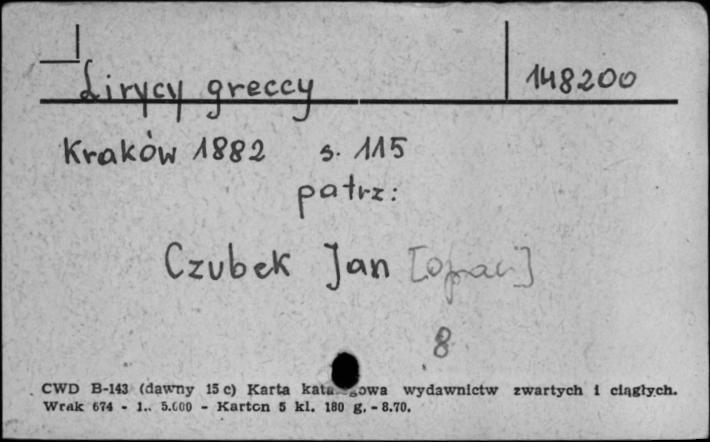 Lirycy greccy 148200
Kraków 1882 s. 115
patrz:
Czubek Jan [oprac]
8
CWD B-143 (dawny 15 c) Karta katalogowa wydawnictw zwartych i ciągłych.
Wrak 674 - 1.. 5.000 - Karton 5 kl. 180 g. - 8.70.